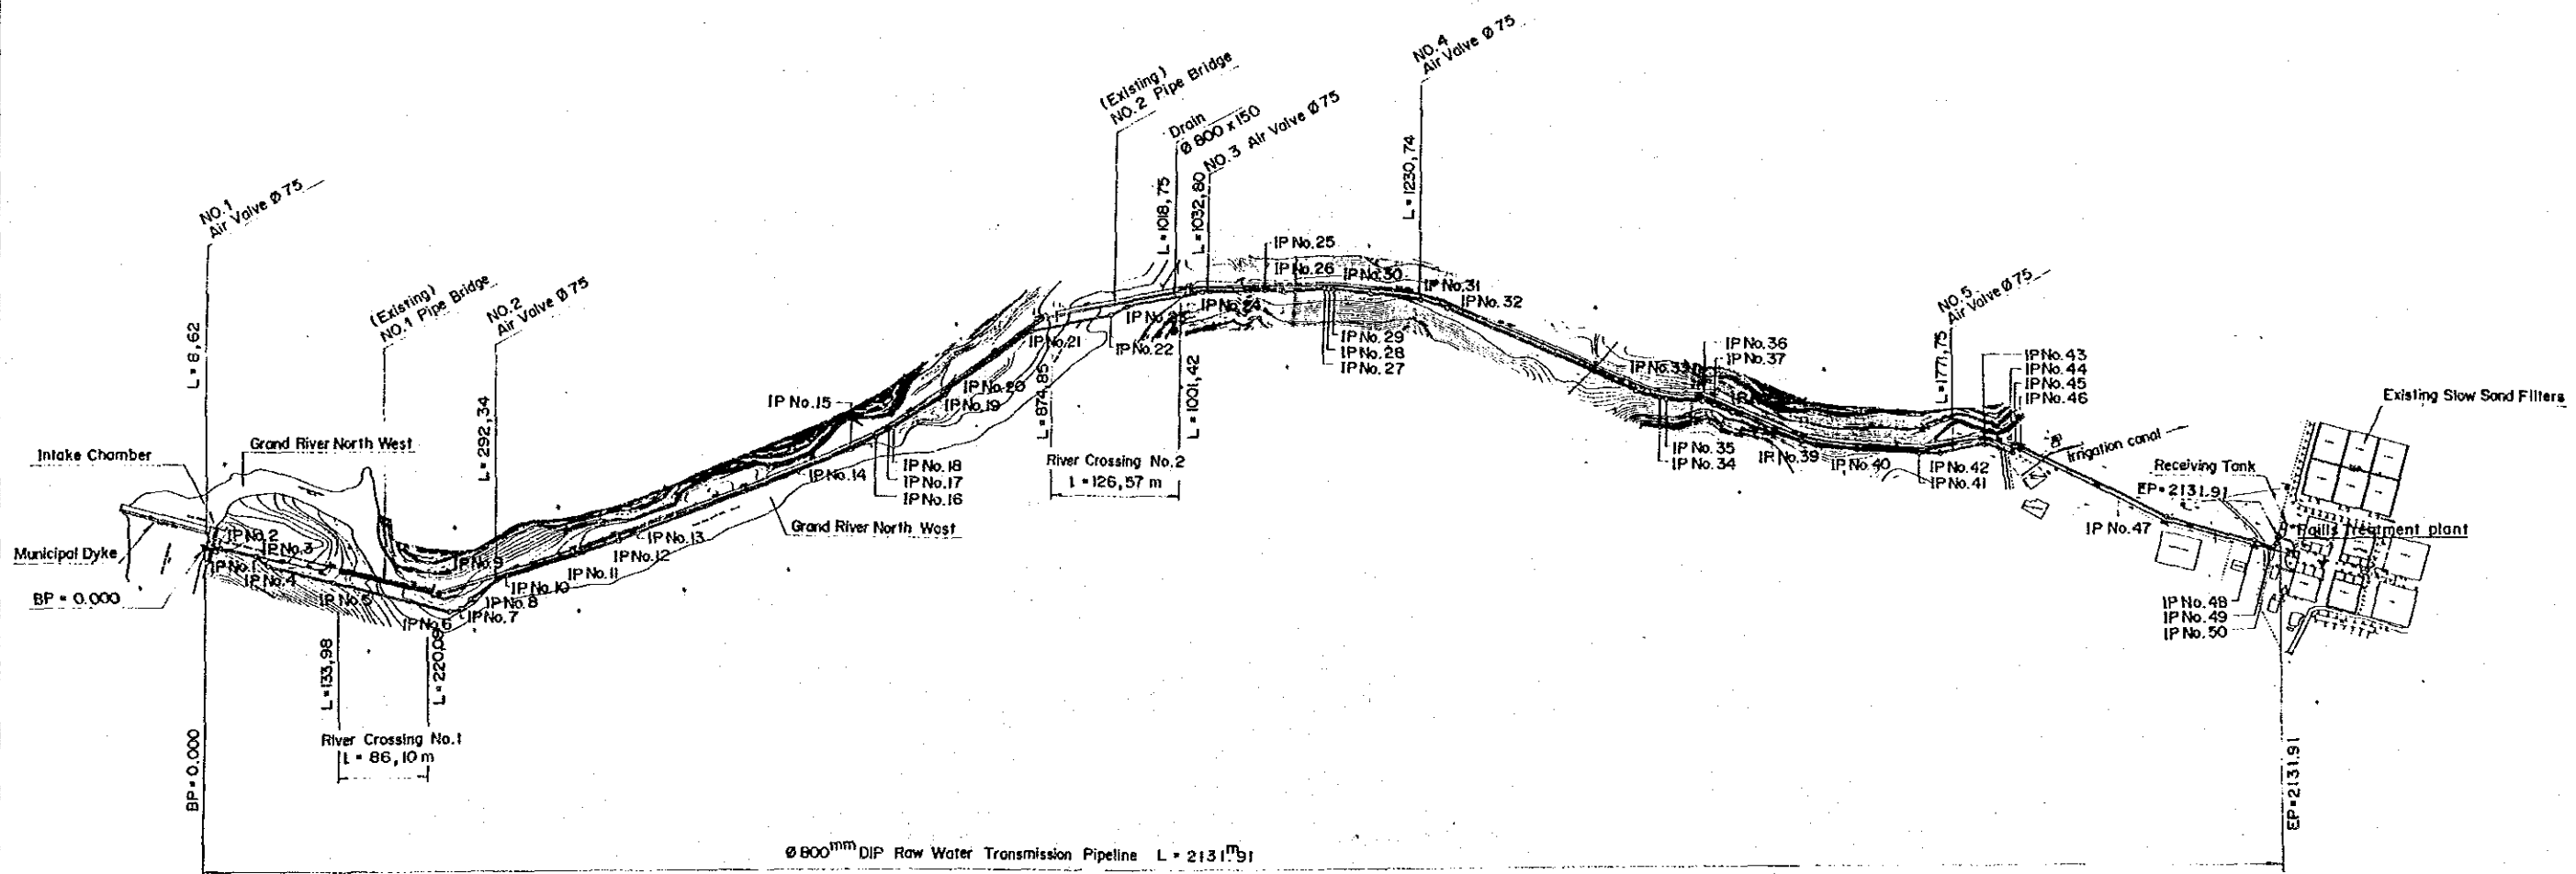 NO.1
Air Valve Ø 75
L = 8,62
(Existing)
NO.1 Pipe Bridge
NO.2
Air Valve Ø 75
L = 292,34
(Existing)
NO.2 Pipe Bridge
Drain
Ø 800 x 150
L = 1018,75
NO.3 Air Valve Ø 75
L = 1032,80
NO.4
Air Valve Ø 75
L = 1230,74
NO.5
Air Valve Ø 75
L = 1771,75
Intake Chamber
Grand River North West
Municipal Dyke
BP = 0.000
IP No.1
IP No.2
IP No.3
IP No.4
IP No.5
IP No.6
IP No.7
IP No.8
IP No.9
IP No.10
IP No.11
IP No.12
IP No.13
IP No.14
IP No.15
IP No.18
IP No.17
IP No.16
IP No.19
IP No.20
IP No.21
IP No.22
IP No.23
IP No.24
IP No.25
IP No.26
IP No.29
IP No.28
IP No.27
IP No.30
IP No.31
IP No.32
IP No.33
IP No.35
IP No.34
IP No.36
IP No.37
IP No.39
IP No.40
IP No.42
IP No.41
IP No.43
IP No.44
IP No.45
IP No.46
IP No.47
IP No.48
IP No.49
IP No.50
Grand River North West
L = 133,98
L = 220,09
River Crossing No.1
L = 86,10 m
L = 874,85
L = 1001,42
River Crossing No.2
L = 126,57 m
Irrigation canal
Existing Slow Sand Filters
Receiving Tank
EP = 2131.91
Pailles Treatment plant
BP = 0.000
EP = 2131.91
Ø 800mm DIP Raw Water Transmission Pipeline L = 2131.m91